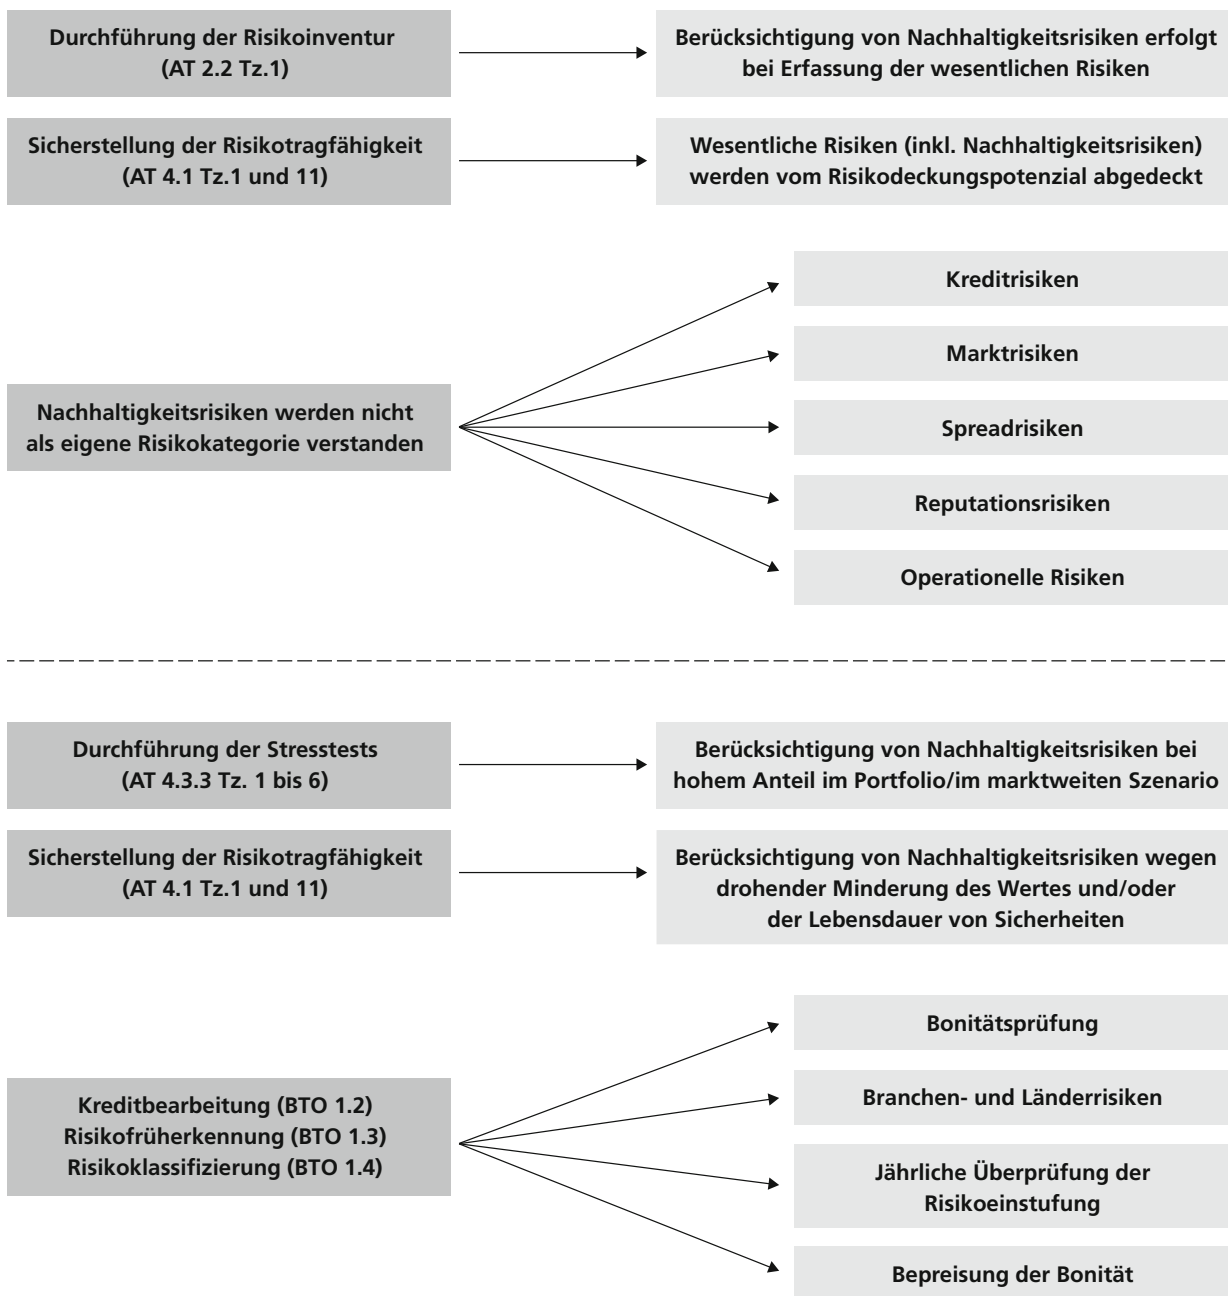 Durchführung der Risikoinventur
(AT 2.2 Tz.1)
Berücksichtigung von Nachhaltigkeitsrisiken erfolgt
bei Erfassung der wesentlichen Risiken
Sicherstellung der Risikotragfähigkeit
(AT 4.1 Tz.1 und 11)
Wesentliche Risiken (inkl. Nachhaltigkeitsrisiken)
werden vom Risikodeckungspotenzial abgedeckt
Nachhaltigkeitsrisiken werden nicht
als eigene Risikokategorie verstanden
Kreditrisiken
Marktrisiken
Spreadrisiken
Reputationsrisiken
Operationelle Risiken
Durchführung der Stresstests
(AT 4.3.3 Tz. 1 bis 6)
Berücksichtigung von Nachhaltigkeitsrisiken bei
hohem Anteil im Portfolio/im marktweiten Szenario
Sicherstellung der Risikotragfähigkeit
(AT 4.1 Tz.1 und 11)
Berücksichtigung von Nachhaltigkeitsrisiken wegen
drohender Minderung des Wertes und/oder
der Lebensdauer von Sicherheiten
Kreditbearbeitung (BTO 1.2)
Risikofrüherkennung (BTO 1.3)
Risikoklassifizierung (BTO 1.4)
Bonitätsprüfung
Branchen- und Länderrisiken
Jährliche Überprüfung der
Risikoeinstufung
Bepreisung der Bonität